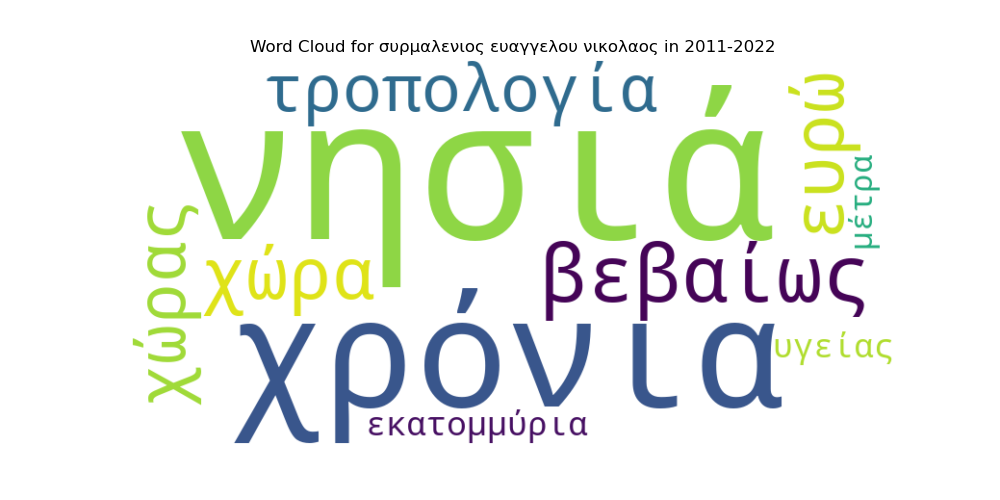 Word Cloud for συρμαλενιος ευαγγελου νικολαος in 2011-2022
τροπολογία
νησιά
ευρώ
μέτρα
χώρας
χώρα
βεβαίως
χρόνια
υγείας
εκατομμύρια